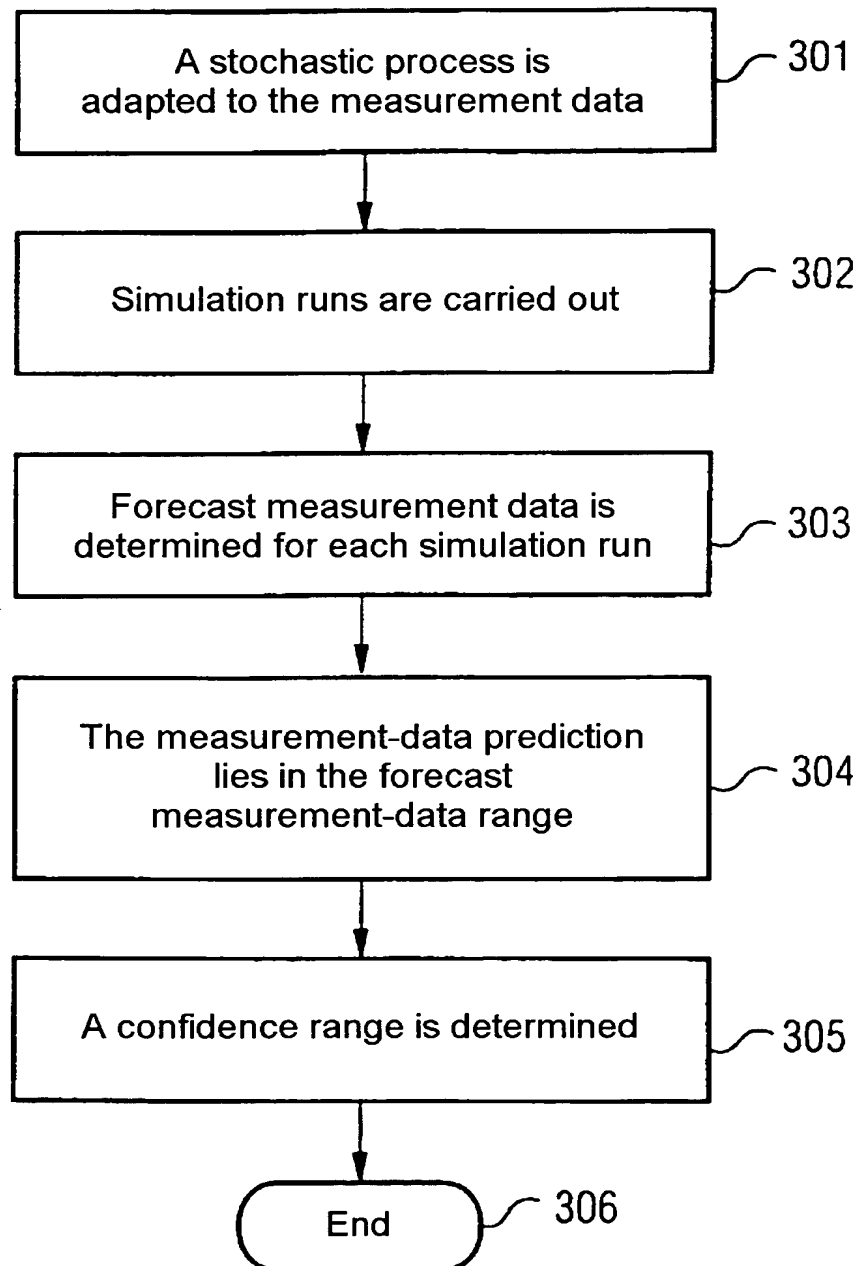 A stochastic process is
adapted to the measurement data
301
Simulation runs are carried out
302
Forecast measurement data is
determined for each simulation run
303
The measurement-data prediction
lies in the forecast
measurement-data range
304
A confidence range is determined
305
End
306